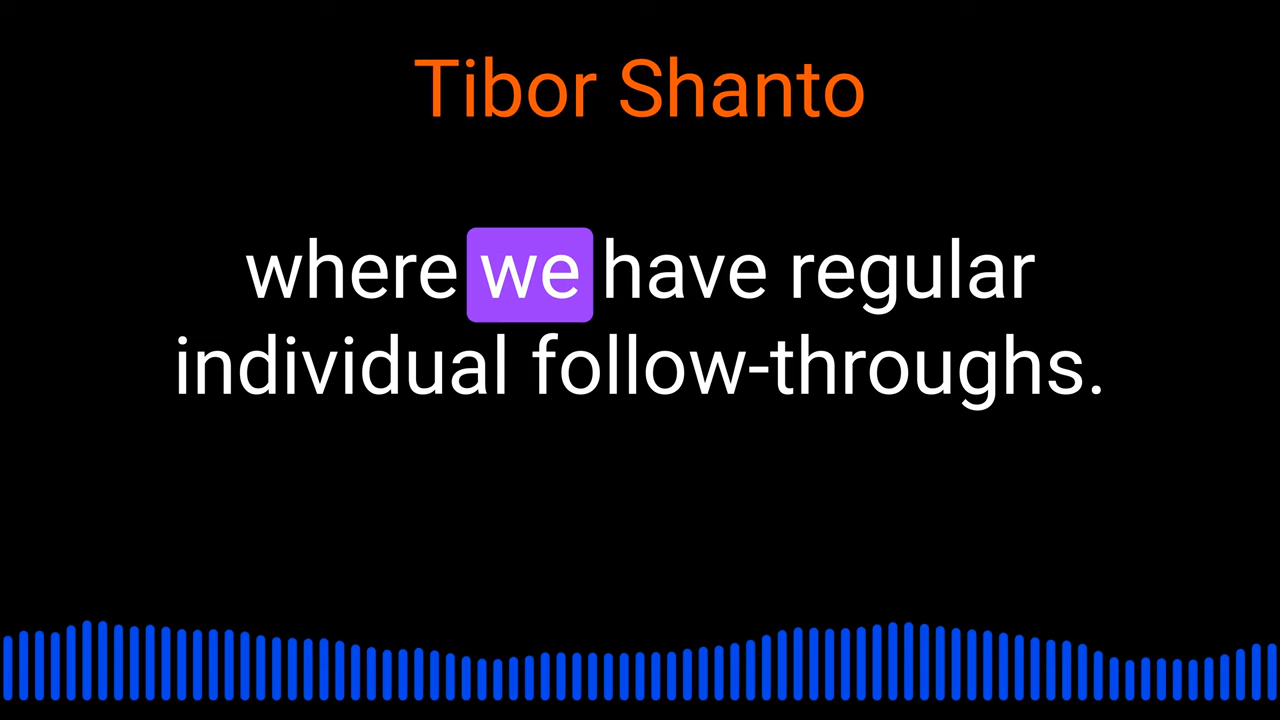 Tibor Shanto
where we have regular
individual follow-throughs.